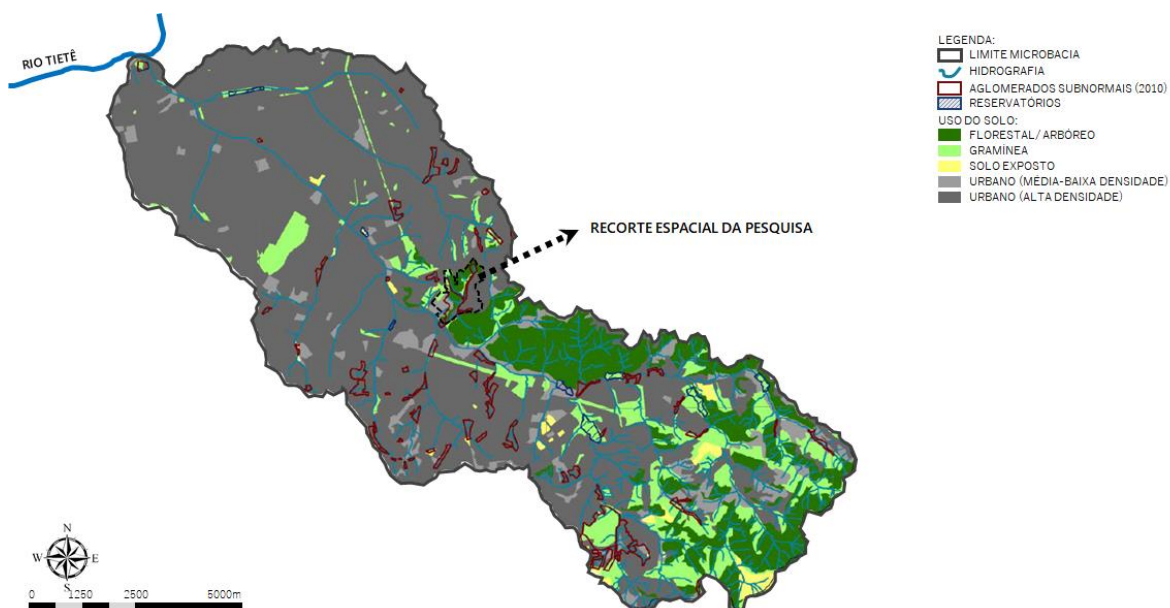 RIO TIETÊ
LEGENDA:
LIMITE MICROBACIA
HIDROGRAFIA
AGLOMERADOS SUBNORMAIS (2010)
RESERVATÓRIOS
USO DO SOLO:
FLORESTAL/ ARBÓREO
GRAMÍNEA
SOLO EXPOSTO
URBANO (MÉDIA-BAIXA DENSIDADE)
URBANO (ALTA DENSIDADE)
RECORTE ESPACIAL DA PESQUISA
N
W E
S
0 1250 2500 5000m